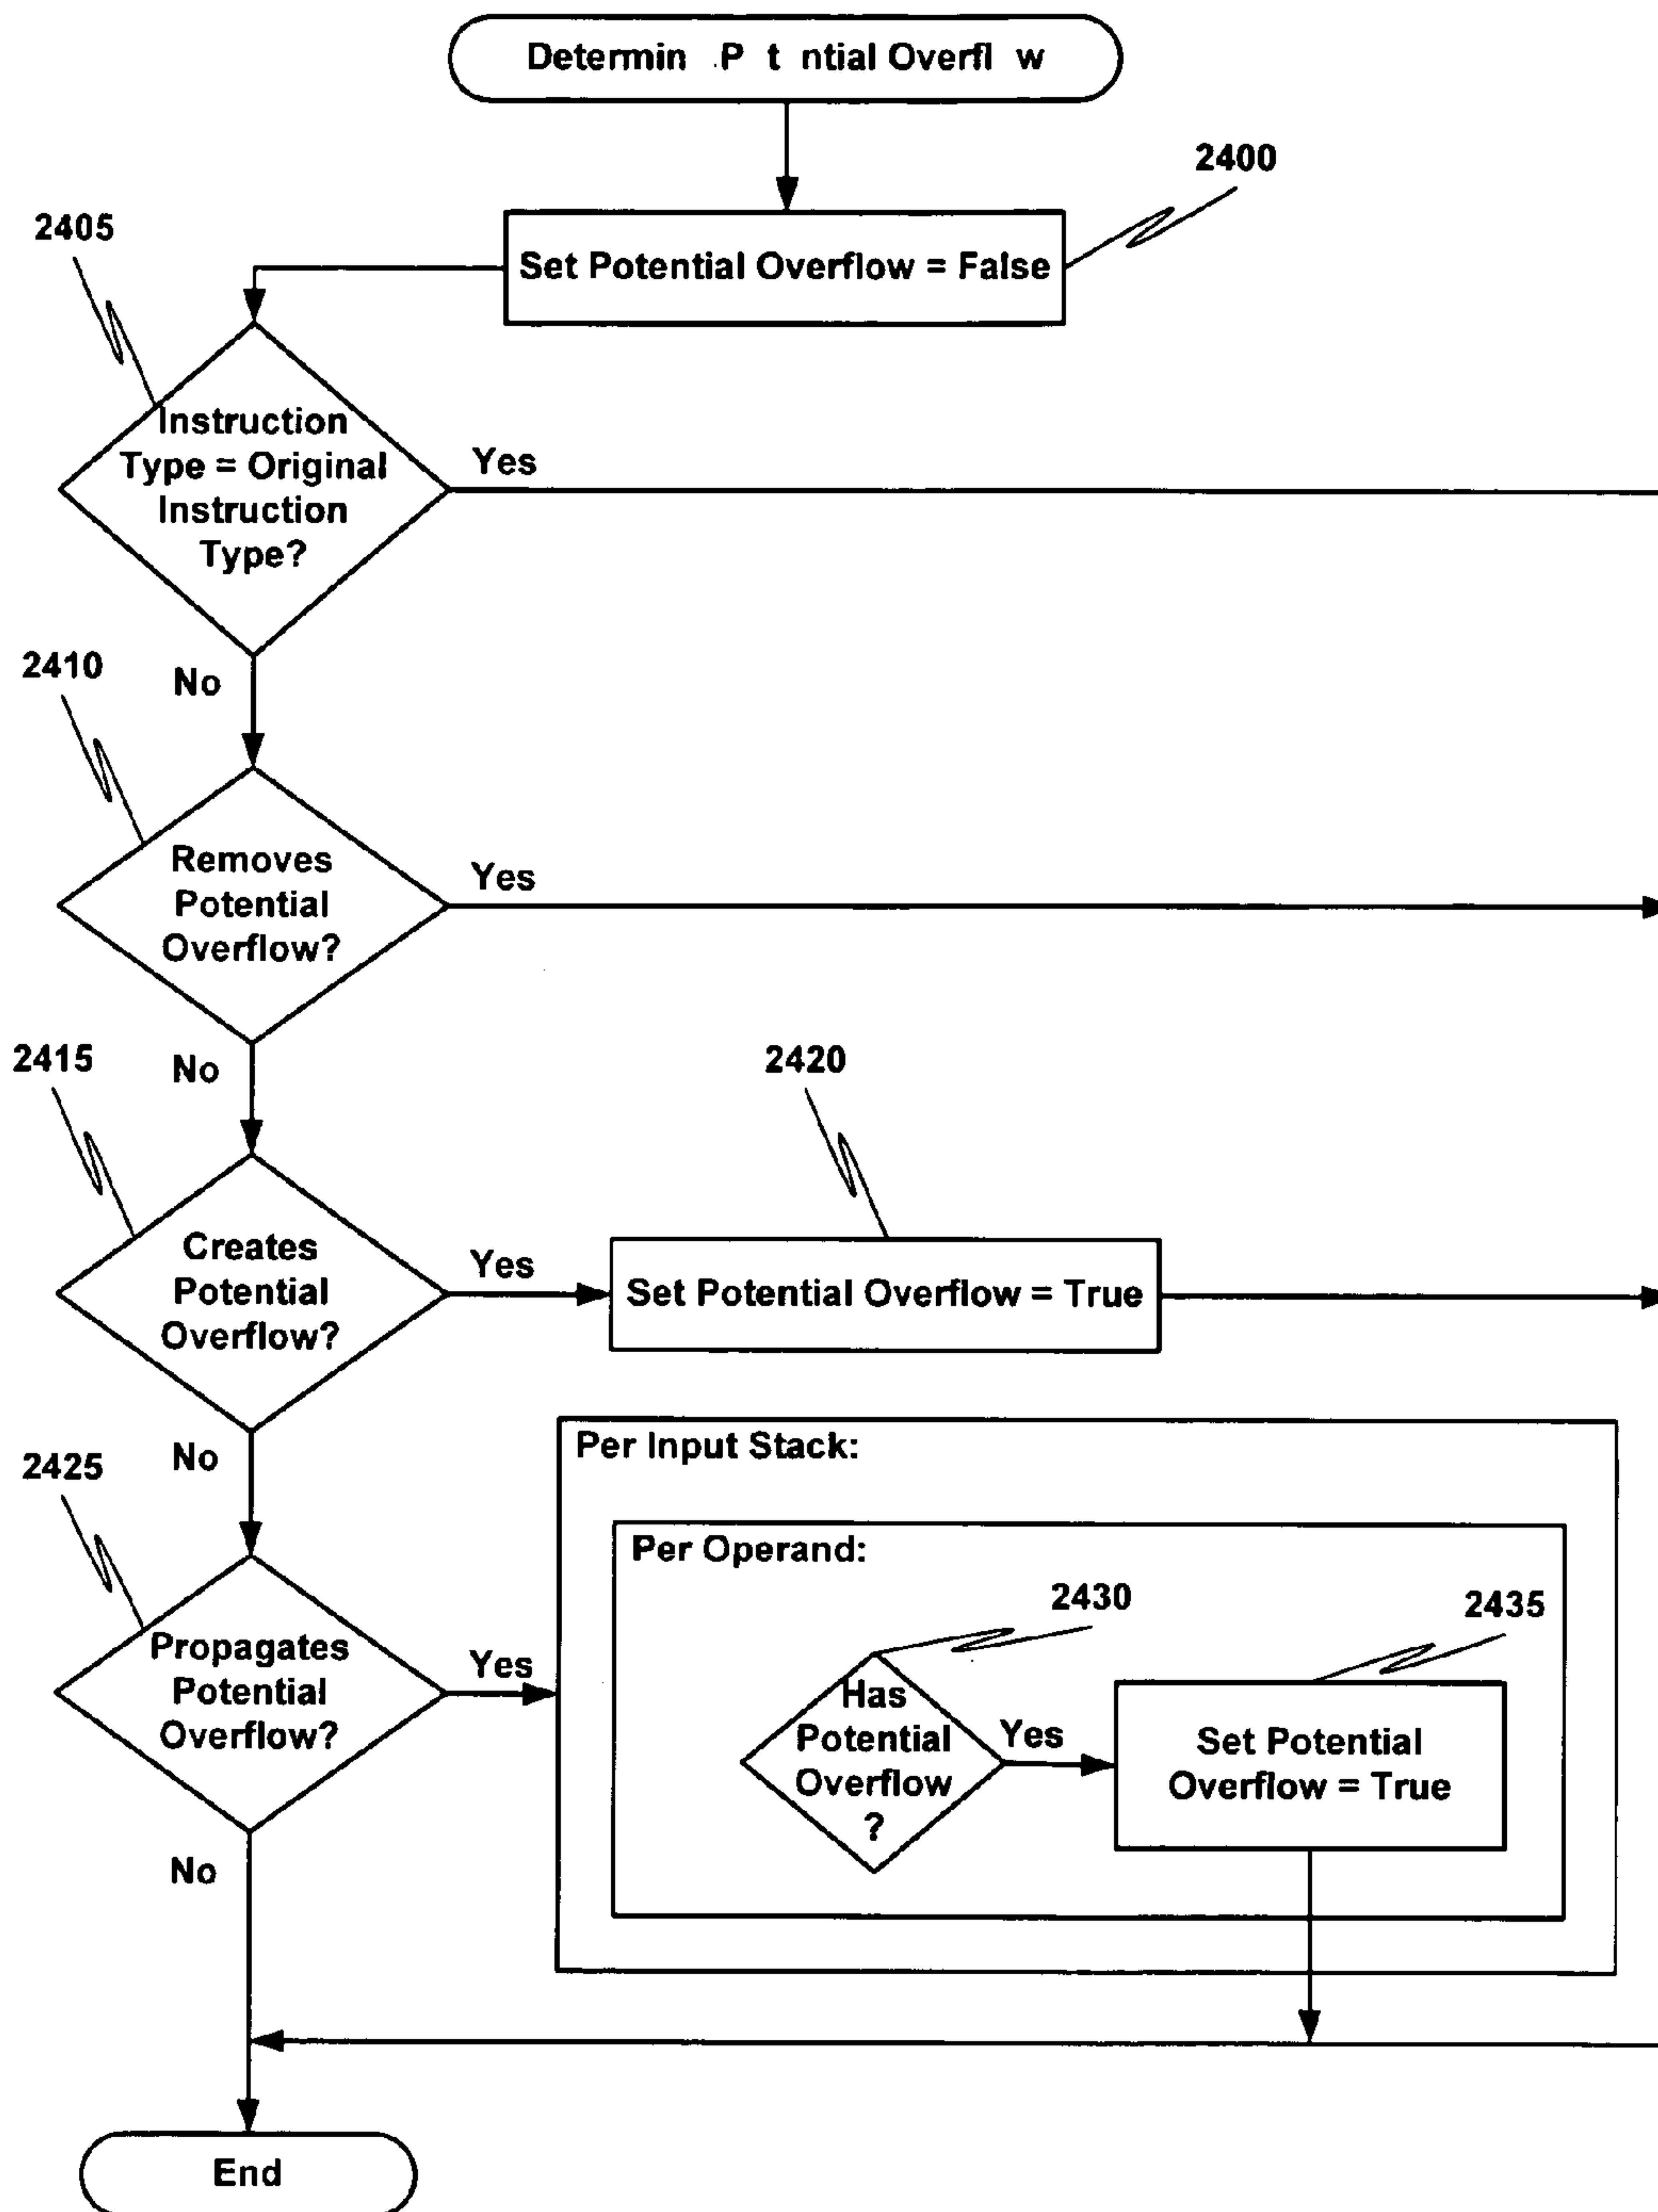 Determin .P t ntial Overfl w
2400
Set Potential Overflow = False
2405
Instruction
Type = Original
Instruction
Type?
Yes
No
2410
Removes
Potential
Overflow?
Yes
No
2415
Creates
Potential
Overflow?
Yes
2420
Set Potential Overflow = True
No
2425
Propagates
Potential
Overflow?
Yes
Per Input Stack:
Per Operand:
2430
Has
Potential
Overflow
?
Yes
2435
Set Potential
Overflow = True
No
End